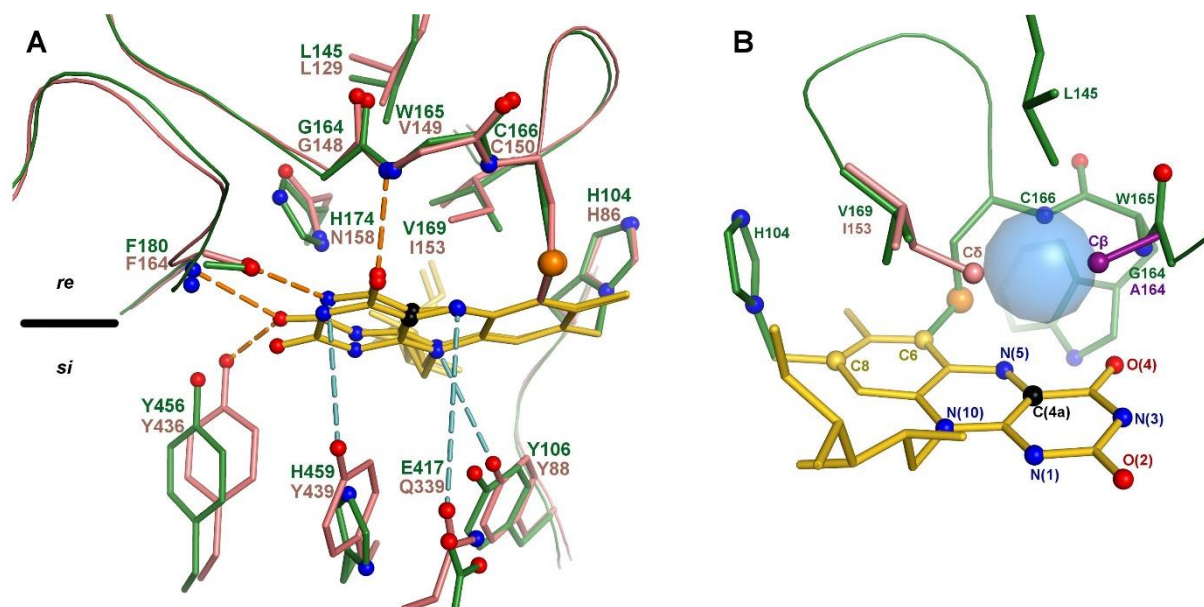 A
L145
L129
G164
G148
W165
V149
C166
C150
H174
N158
V169
I153
H104
H86
F180
F164
re
si
Y456
Y436
H459
Y439
E417
Q339
Y106
Y88
B
L145
H104
V169
I153
C166
W165
Cδ
Cβ
G164
A164
C8
C6
N(5)
O(4)
N(10)
C(4a)
N(3)
N(1)
O(2)